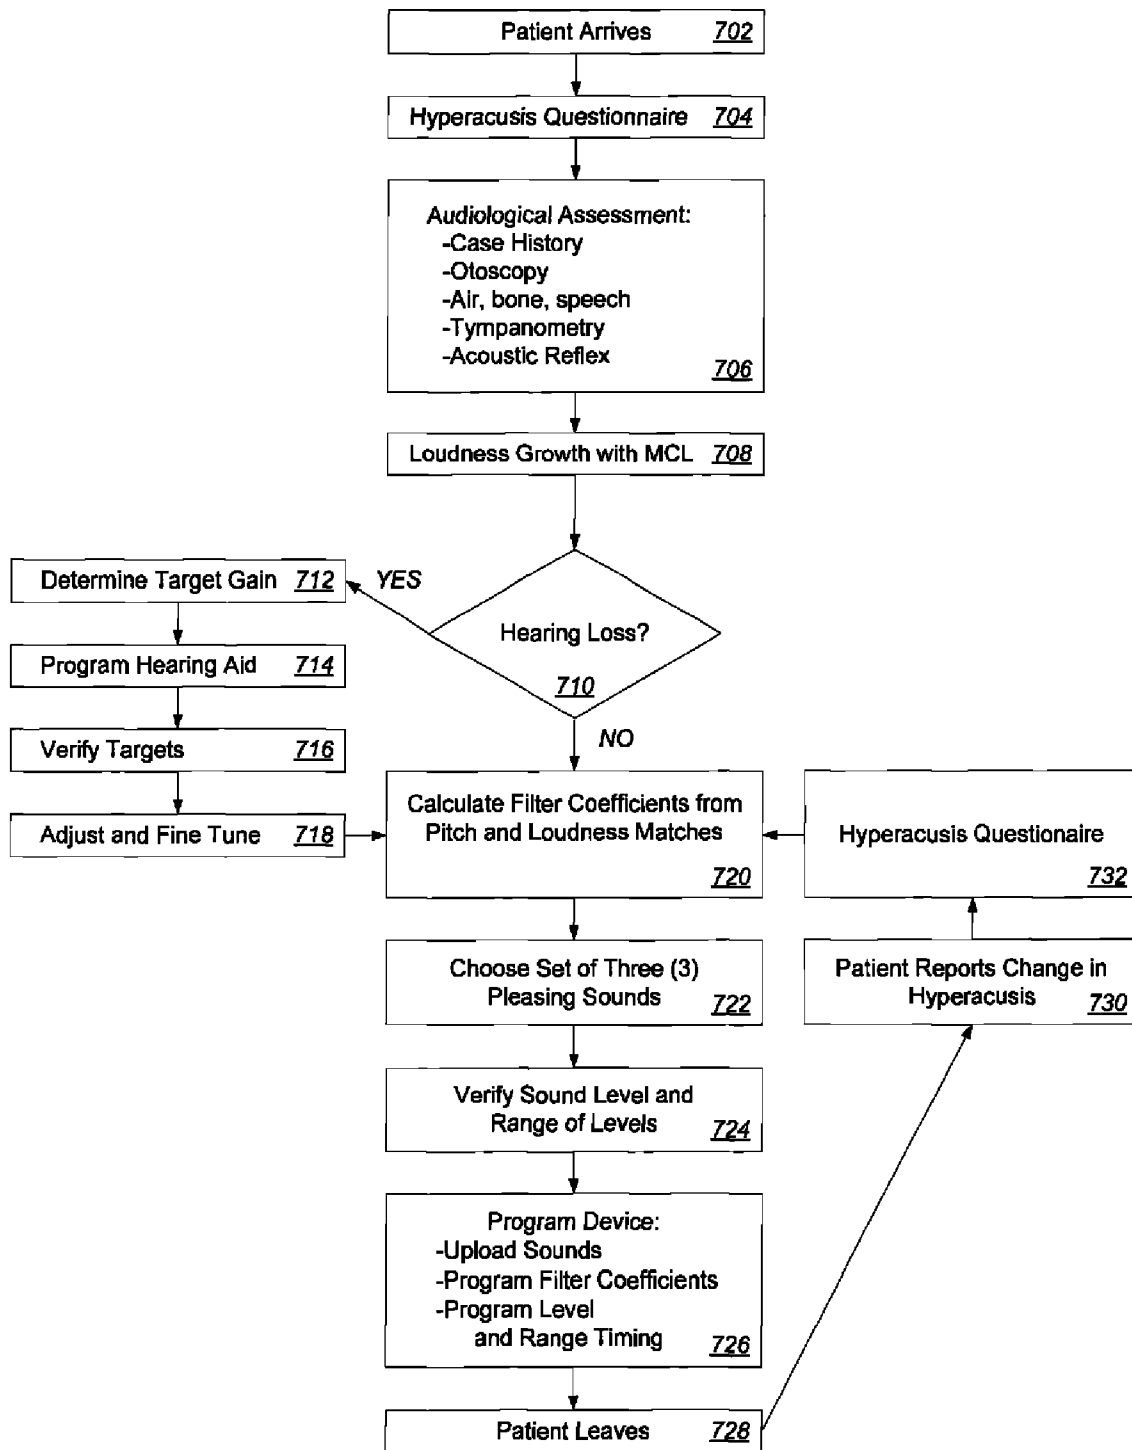 Patient Arrives 702
Hyperacusis Questionnaire 704
Audiological Assessment:
-Case History
-Otoscopy
-Air, bone, speech
-Tympanometry
-Acoustic Reflex
706
Loudness Growth with MCL 708
Hearing Loss?
710
YES
NO
Determine Target Gain 712
Program Hearing Aid 714
Verify Targets 716
Adjust and Fine Tune 718
Calculate Filter Coefficients from
Pitch and Loudness Matches
720
Choose Set of Three (3)
Pleasing Sounds 722
Verify Sound Level and
Range of Levels 724
Program Device:
-Upload Sounds
-Program Filter Coefficients
-Program Level
and Range Timing 726
Patient Leaves 728
Patient Reports Change in
Hyperacusis 730
Hyperacusis Questionaire
732